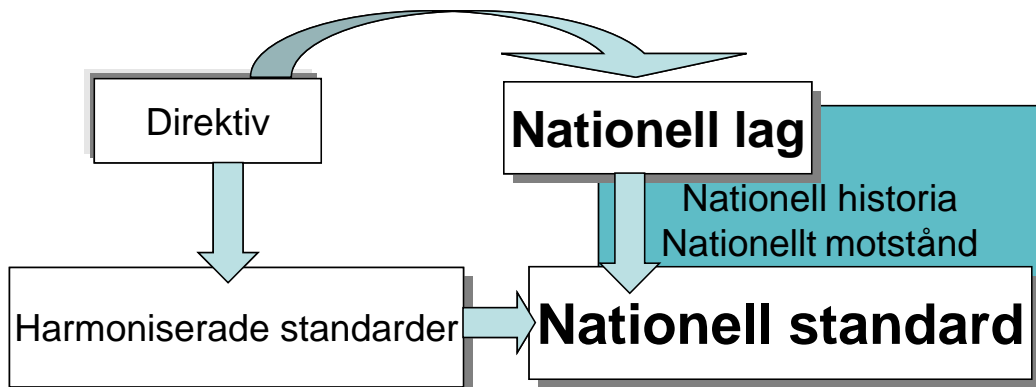 Direktiv
Nationell lag
Nationell historia
Nationellt motstånd
Harmoniserade standarder
Nationell standard